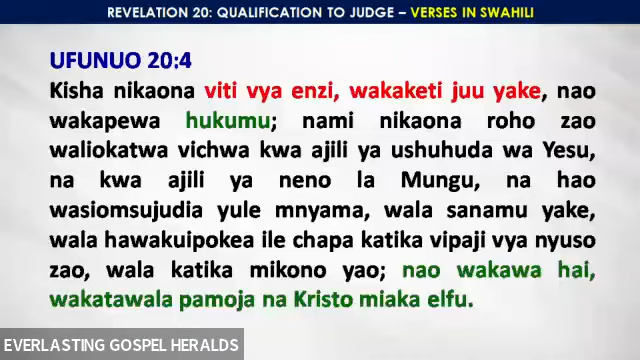 REVELATION 20: QUALIFICATION TO JUDGE – VERSES IN SWAHILI
UFUNUO 20:4
Kisha nikaona viti vya enzi, wakaketi juu yake, nao
wakapewa hukumu; nami nikaona roho zao
waliokatwa vichwa kwa ajili ya ushuhuda wa Yesu,
na kwa ajili ya neno la Mungu, na hao
wasiomsujudia yule mnyama, wala sanamu yake,
wala hawakuipokea ile chapa katika vipaji vya nyuso
zao, wala katika mikono yao; nao wakawa hai,
wakatawala pamoja na Kristo miaka elfu.
EVERLASTING GOSPEL HERALDS